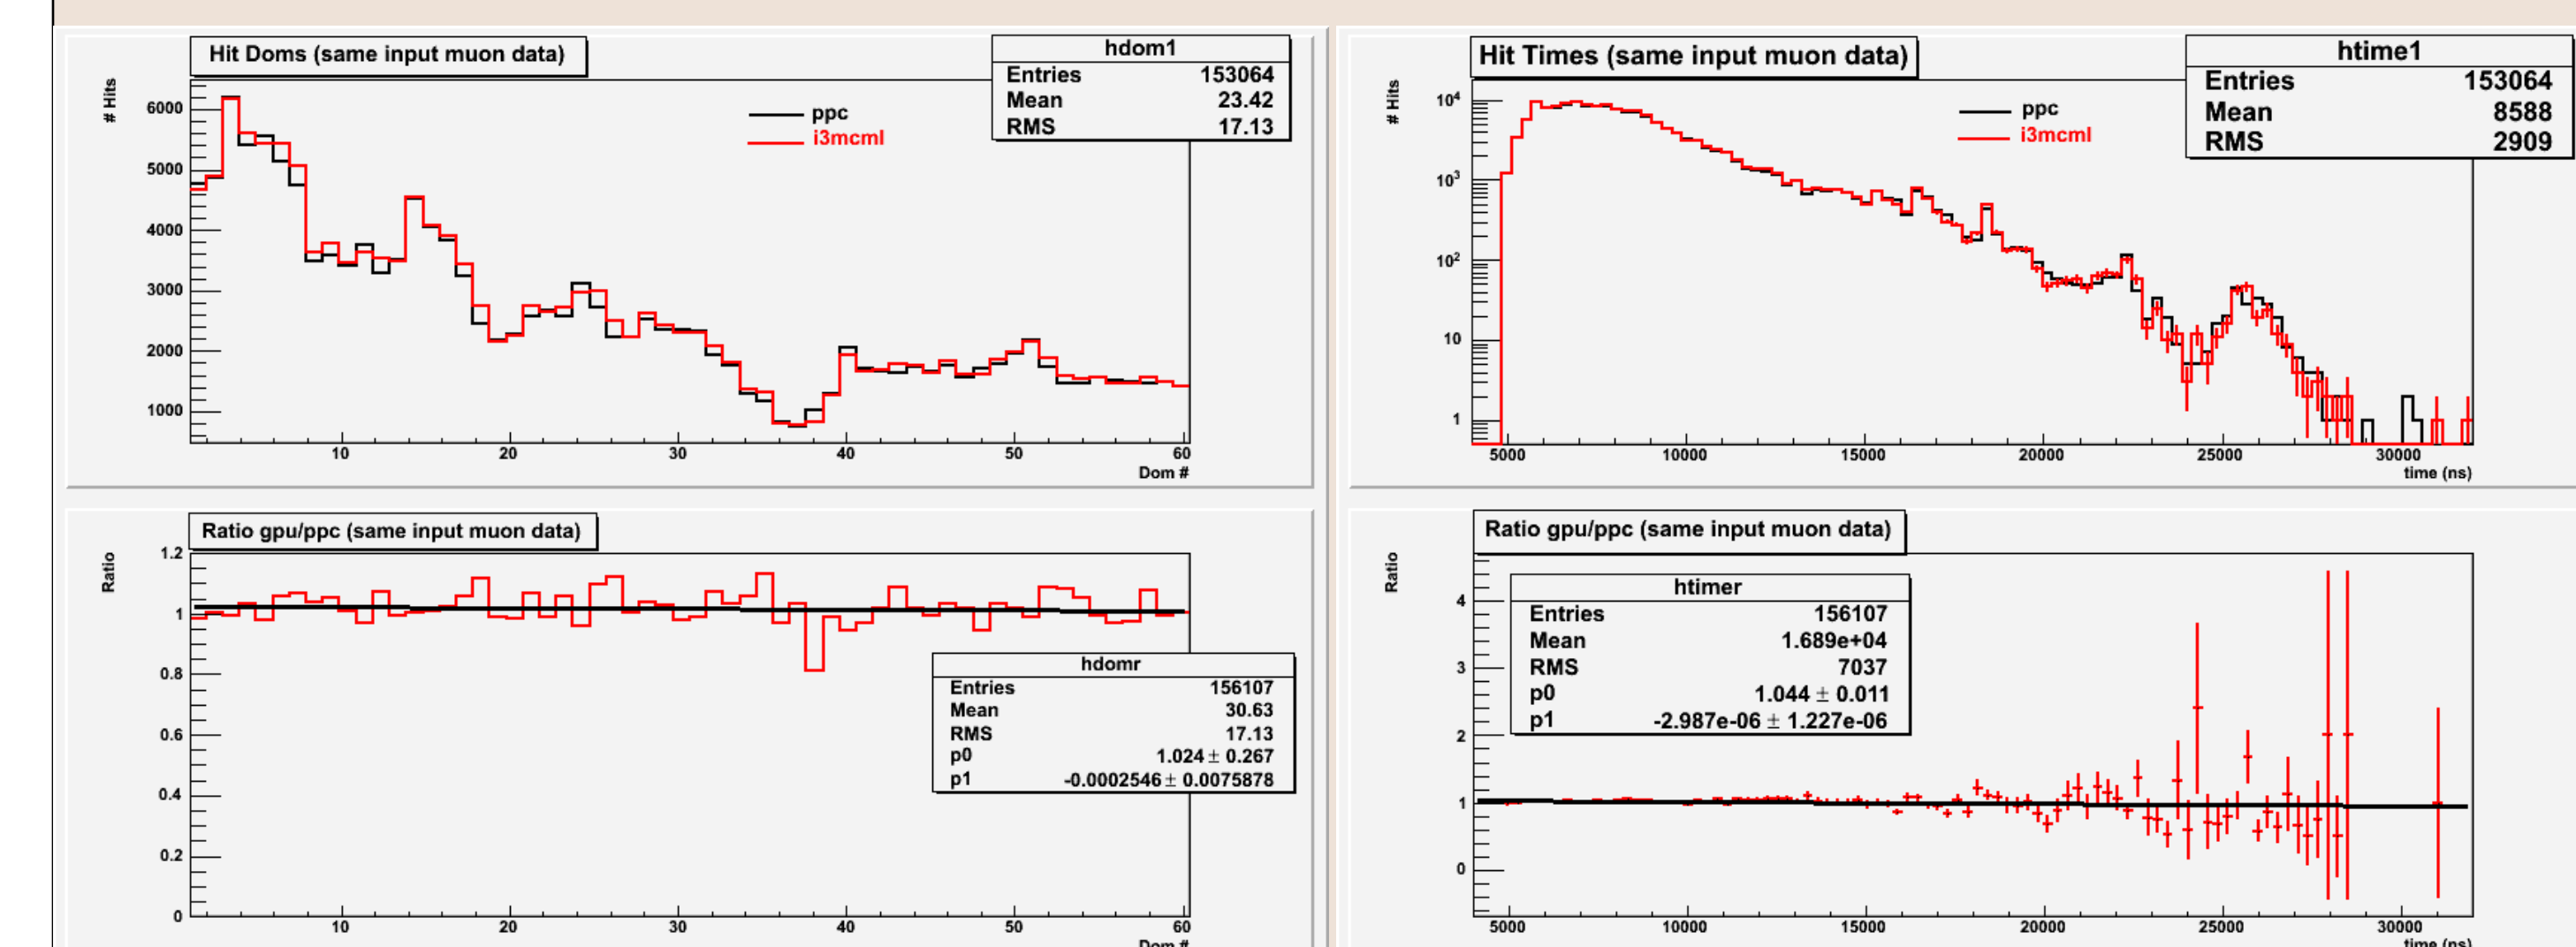 Hit Doms (same input muon data)
hdom1
Entries 153064
Mean 23.42
RMS 17.13
# Hits
ppc
i3mcml
6000
5000
4000
3000
2000
1000
10 20 30 40 50 60
Dom #
Hit Times (same input muon data)
htime1
Entries 153064
Mean 8588
RMS 2909
# Hits
ppc
i3mcml
10⁴
10³
10²
10
1
5000 10000 15000 20000 25000 30000
time (ns)
Ratio gpu/ppc (same input muon data)
Ratio
1.2
1
0.8
0.6
0.4
0.2
0
hdomr
Entries 156107
Mean 30.63
RMS 17.13
p0 1.024 ± 0.267
p1 -0.0002546 ± 0.0075878
10 20 30 40 50 60
Dom #
Ratio gpu/ppc (same input muon data)
Ratio
htimer
Entries 156107
Mean 1.689e+04
RMS 7037
p0 1.044 ± 0.011
p1 -2.987e-06 ± 1.227e-06
4
3
2
1
0
5000 10000 15000 20000 25000 30000
time (ns)